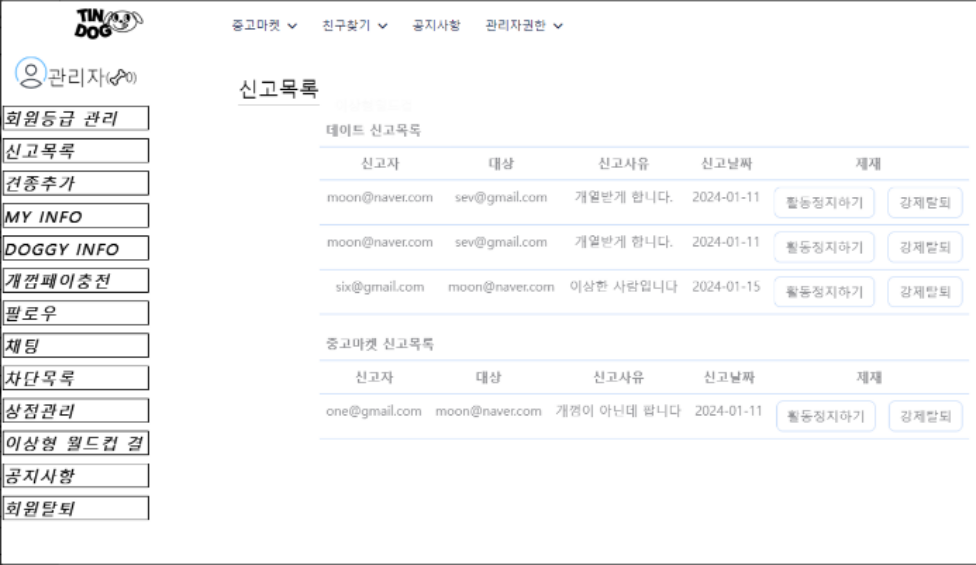 TIN
DOG
중고마켓 친구찾기 공지사항 관리자권한
관리자(0)
회원등급 관리
신고목록
견종추가
MY INFO
DOGGY INFO
개껌페이충전
팔로우
채팅
차단목록
상점관리
이상형 월드컵 결
공지사항
회원탈퇴
신고목록
데이트 신고목록
신고자 대상 신고사유 신고날짜 제재
moon@naver.com sev@gmail.com 개열받게 합니다. 2024-01-11 활동정지하기 강제탈퇴
moon@naver.com sev@gmail.com 개열받게 합니다. 2024-01-11 활동정지하기 강제탈퇴
six@gmail.com moon@naver.com 이상한 사람입니다 2024-01-15 활동정지하기 강제탈퇴
중고마켓 신고목록
신고자 대상 신고사유 신고날짜 제재
one@gmail.com moon@naver.com 개껌이 아닌데 팝니다 2024-01-11 활동정지하기 강제탈퇴